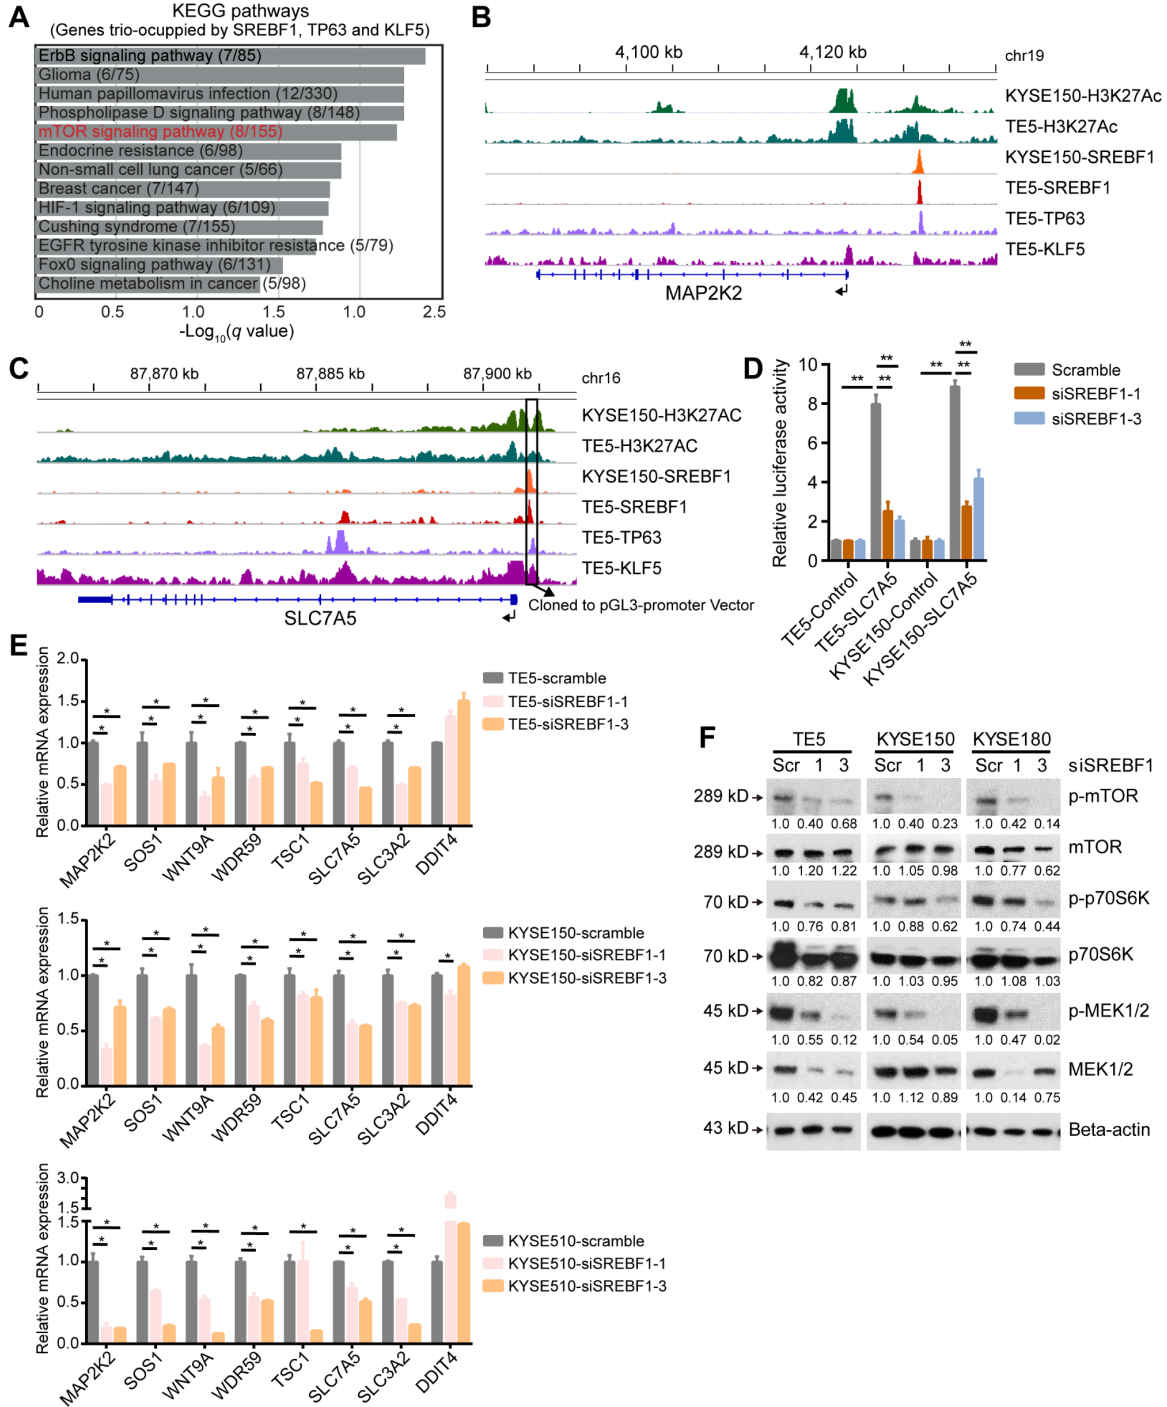 A
KEGG pathways
(Genes trio-ocuppied by SREBF1, TP63 and KLF5)
ErbB signaling pathway (7/85)
Glioma (6/75)
Human papillomavirus infection (12/330)
Phospholipase D signaling pathway (8/148)
mTOR signaling pathway (8/155)
Endocrine resistance (6/98)
Non-small cell lung cancer (5/66)
Breast cancer (7/147)
HIF-1 signaling pathway (6/109)
Cushing syndrome (7/155)
EGFR tyrosine kinase inhibitor resistance (5/79)
Fox0 signaling pathway (6/131)
Choline metabolism in cancer (5/98)
0 0.5 1.0 1.5 1.0 2.5
-Log10(q value)
B
4,100 kb 4,120 kb chr19
KYSE150-H3K27Ac
TE5-H3K27Ac
KYSE150-SREBF1
TE5-SREBF1
TE5-TP63
TE5-KLF5
MAP2K2
C
87,870 kb 87,885 kb 87,900 kb chr16
KYSE150-H3K27AC
TE5-H3K27AC
KYSE150-SREBF1
TE5-SREBF1
TE5-TP63
TE5-KLF5
SLC7A5
Cloned to pGL3-promoter Vector
D
Relative luciferase activity
10
8
6
4
2
0
** ** ** ** ** **
TE5-Control
TE5-SLC7A5
KYSE150-Control
KYSE150-SLC7A5
Scramble
siSREBF1-1
siSREBF1-3
E
Relative mRNA expression
2.0
1.5
1.0
0.5
0.0
* * * * * * * * * * * * * *
MAP2K2 SOS1 WNT9A WDR59 TSC1 SLC7A5 SLC3A2 DDIT4
TE5-scramble
TE5-siSREBF1-1
TE5-siSREBF1-3
Relative mRNA expression
1.5
1.0
0.5
0.0
* * * * * * * * * * * * * * *
MAP2K2 SOS1 WNT9A WDR59 TSC1 SLC7A5 SLC3A2 DDIT4
KYSE150-scramble
KYSE150-siSREBF1-1
KYSE150-siSREBF1-3
Relative mRNA expression
3.0
1.5
1.5
1.0
0.5
0.0
* * * * * * * * * * * * *
MAP2K2 SOS1 WNT9A WDR59 TSC1 SLC7A5 SLC3A2 DDIT4
KYSE510-scramble
KYSE510-siSREBF1-1
KYSE510-siSREBF1-3
F
TE5 KYSE150 KYSE180
Scr 1 3 Scr 1 3 Scr 1 3 siSREBF1
289 kD p-mTOR
1.0 0.40 0.68 1.0 0.40 0.23 1.0 0.42 0.14
289 kD mTOR
1.0 1.20 1.22 1.0 1.05 0.98 1.0 0.77 0.62
70 kD p-p70S6K
1.0 0.76 0.81 1.0 0.88 0.62 1.0 0.74 0.44
70 kD p70S6K
1.0 0.82 0.87 1.0 1.03 0.95 1.0 1.08 1.03
45 kD p-MEK1/2
1.0 0.55 0.12 1.0 0.54 0.05 1.0 0.47 0.02
45 kD MEK1/2
1.0 0.42 0.45 1.0 1.12 0.89 1.0 0.14 0.75
43 kD Beta-actin